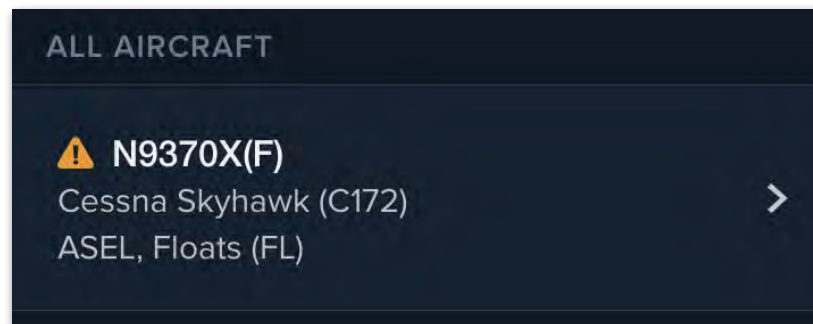 ALL AIRCRAFT
N9370X(F)
Cessna Skyhawk (C172)
ASEL, Floats (FL)